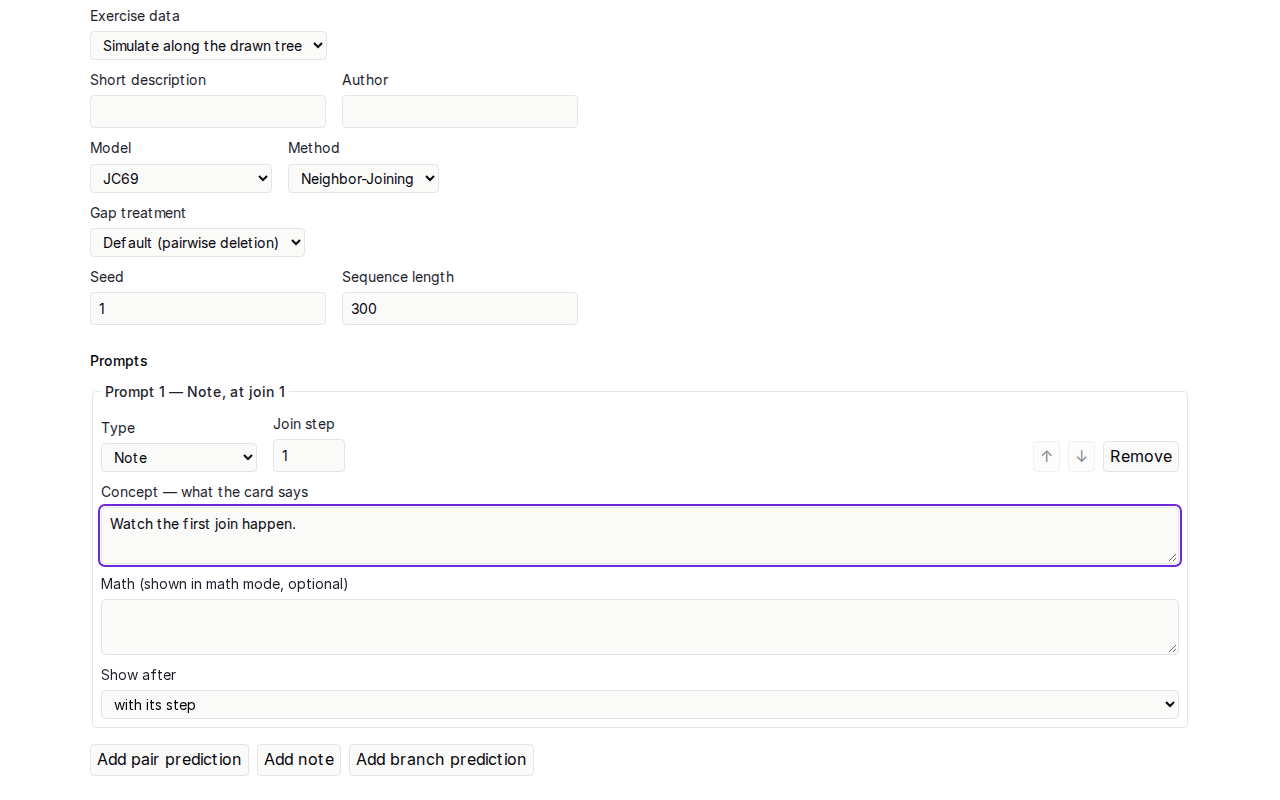 Exercise data
Simulate along the drawn tree
Short description Author
Model Method
JC69 Neighbor-Joining
Gap treatment
Default (pairwise deletion)
Seed Sequence length
1 300
Prompts
Prompt 1 — Note, at join 1
Type Join step
Note 1 ↑ ↓ Remove
Concept — what the card says
Watch the first join happen.
Math (shown in math mode, optional)
Show after
with its step
Add pair prediction Add note Add branch prediction